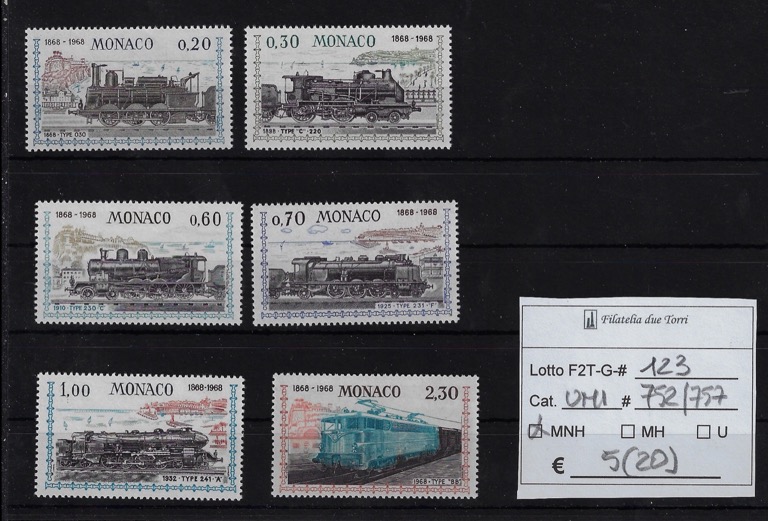 1868-1968 MONACO 0,20
1868-TYPE 030
0,30 MONACO 1868-1968
1898-TYPE "C"-220
1868-1968 MONACO 0,60
1910-TYPE 230 "C"
0,70 MONACO 1868-1968
1925-TYPE 231-"F"
1,00 MONACO 1868-1968
1932-TYPE 241-"A"
1868-1968 MONACO 2,30
1968-TYPE "BB"
Filatelia due Torri
Lotto F2T-G-# 123
Cat. UNI # 752/757
MNH MH U
€ 5(20)